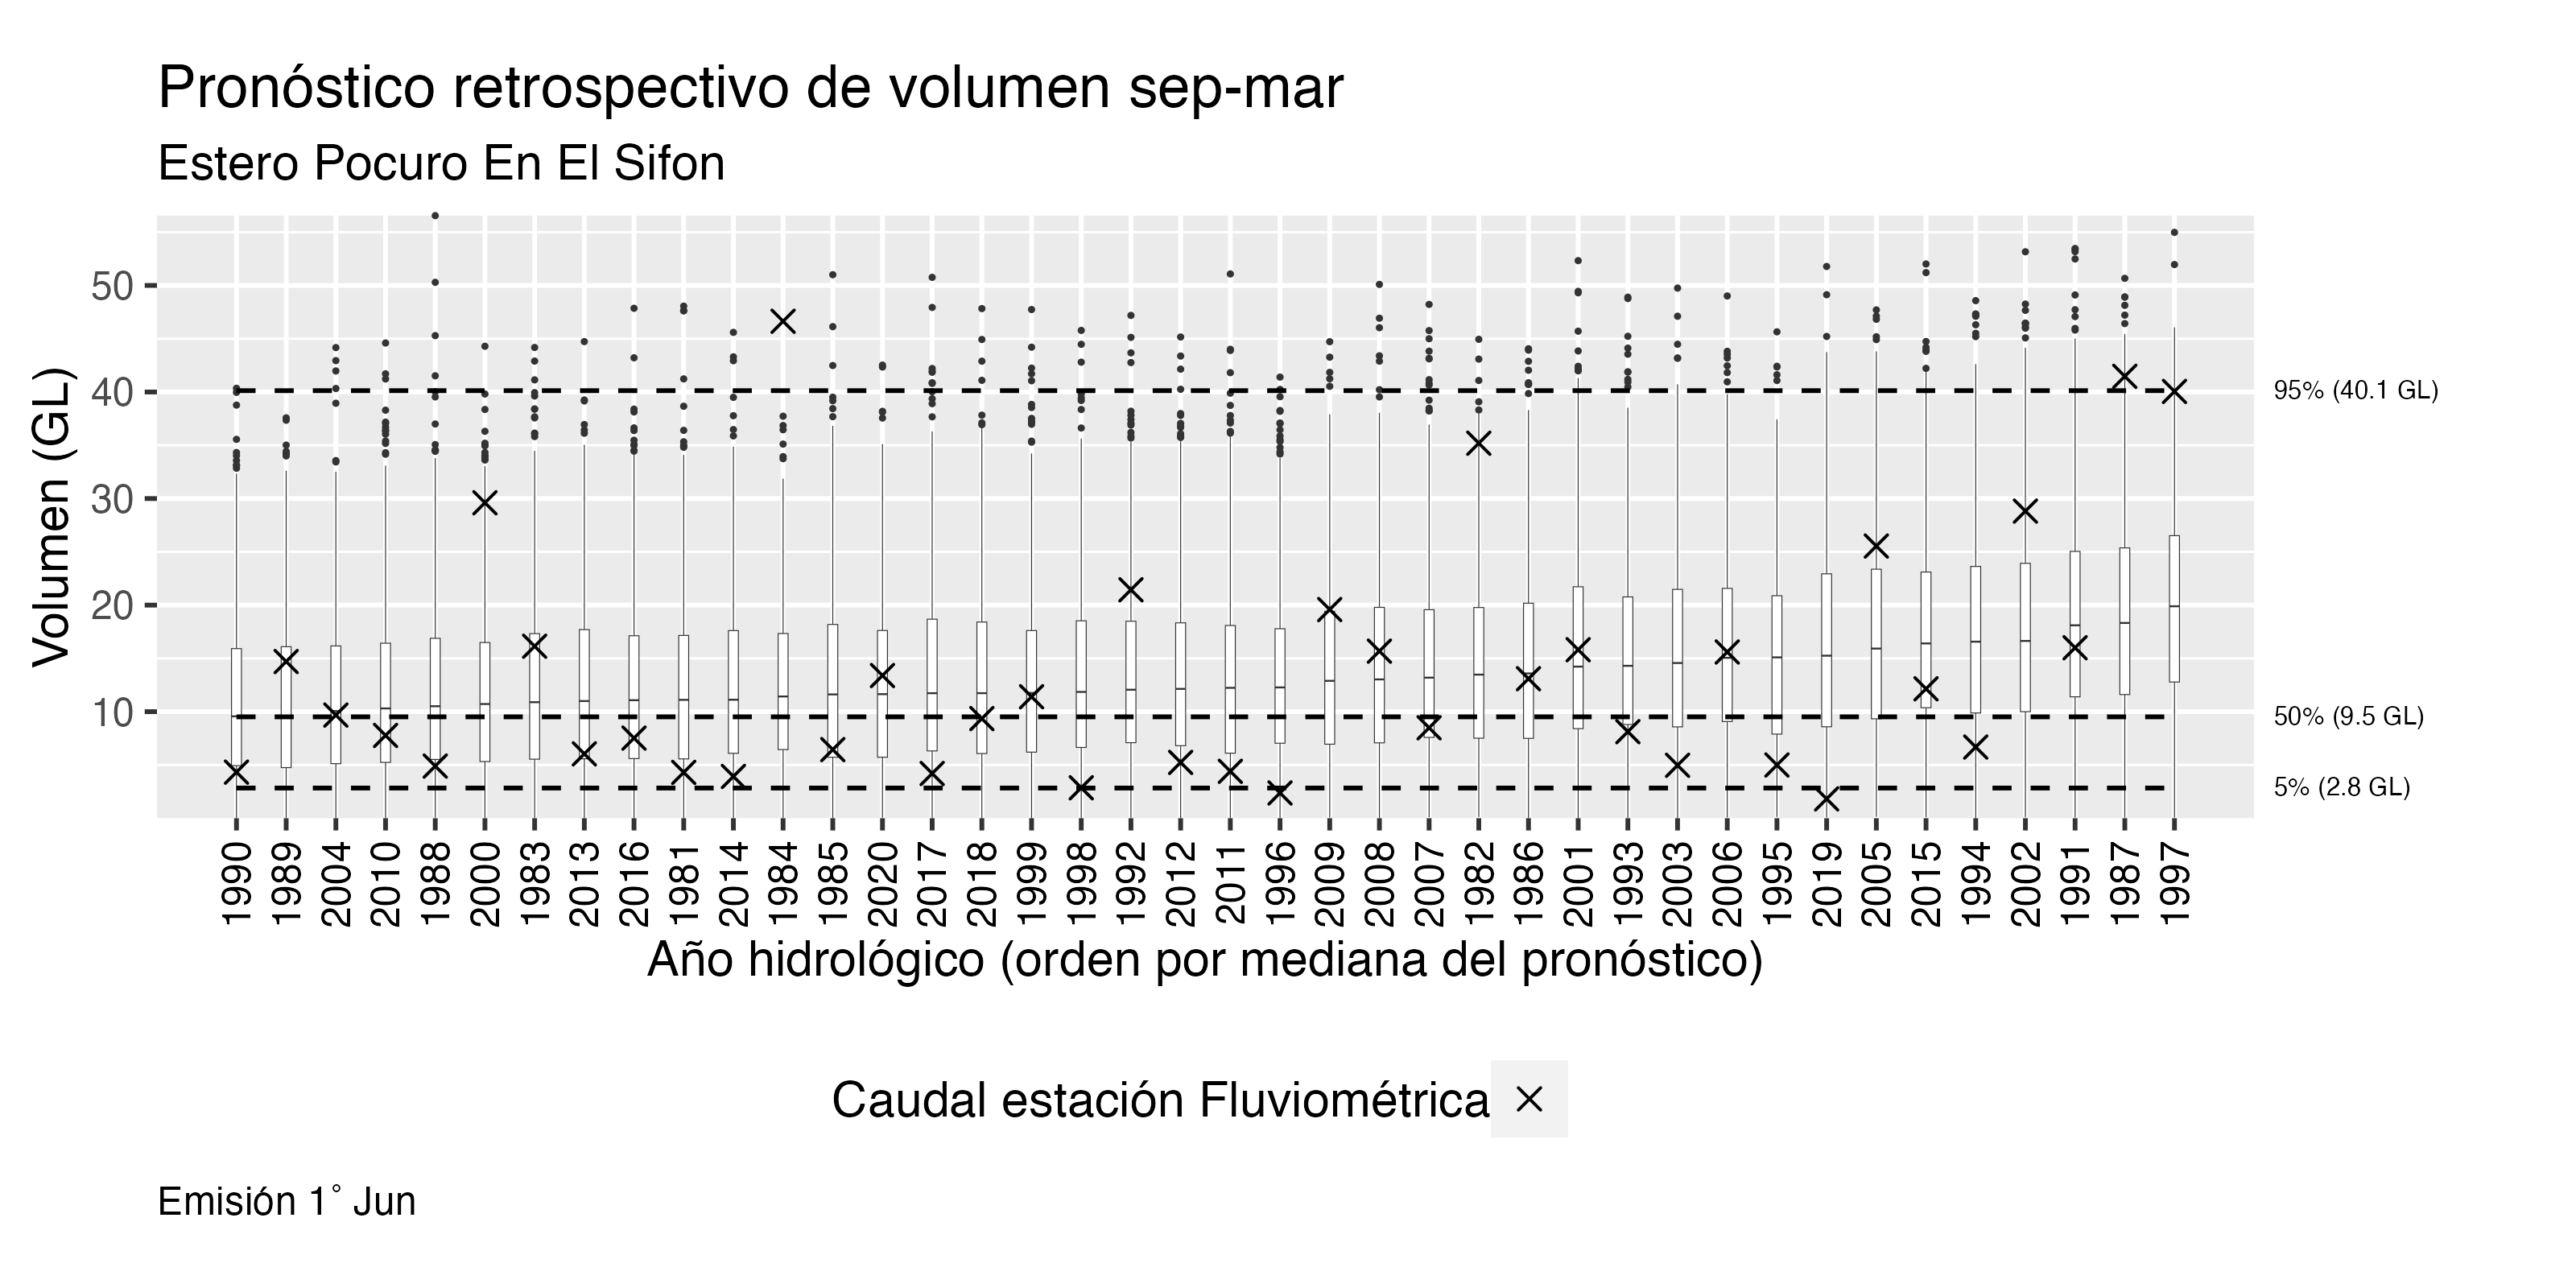 Pronóstico retrospectivo de volumen sep-mar
Estero Pocuro En El Sifon
Volumen (GL)
50
40
30
20
10
95% (40.1 GL)
50% (9.5 GL)
5% (2.8 GL)
1990 1989 2004 2010 1988 2000 1983 2013 2016 1981 2014 1984 1985 2020 2017 2018 1999 1998 1992 2012 2011 1996 2009 2008 2007 1982 1986 2001 1993 2003 2006 1995 2019 2005 2015 1994 2002 1991 1987 1997
Año hidrológico (orden por mediana del pronóstico)
Caudal estación Fluviométrica
Emisión 1° Jun